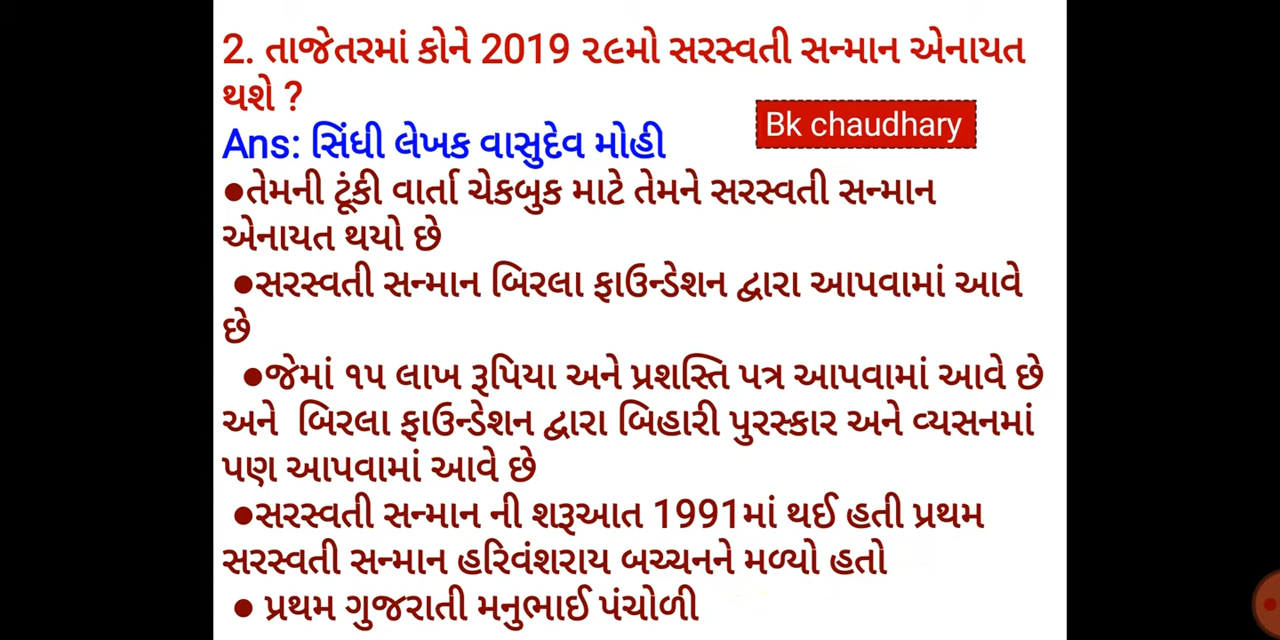 2. તાજેતરમાં કોને 2019 ૨૯મો સરસ્વતી સન્માન એનાયત
થશે ?
Bk chaudhary
Ans: સિંધી લેખક વાસુદેવ મોહી
●તેમની ટૂંકી વાર્તા ચેકબુક માટે તેમને સરસ્વતી સન્માન
એનાયત થયો છે
●સરસ્વતી સન્માન બિરલા ફાઉન્ડેશન દ્વારા આપવામાં આવે
છે
●જેમાં ૧૫ લાખ રૂપિયા અને પ્રશસ્તિ પત્ર આપવામાં આવે છે
અને બિરલા ફાઉન્ડેશન દ્વારા બિહારી પુરસ્કાર અને વ્યસનમાં
પણ આપવામાં આવે છે
●સરસ્વતી સન્માન ની શરૂઆત 1991માં થઈ હતી પ્રથમ
સરસ્વતી સન્માન હરિવંશરાય બચ્ચનને મળ્યો હતો
● પ્રથમ ગુજરાતી મનુભાઈ પંચોળી